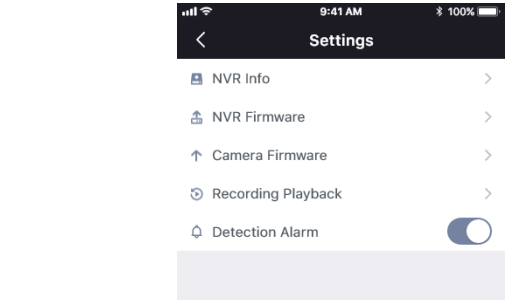 9:41 AM 100%
Settings
NVR Info
NVR Firmware
Camera Firmware
Recording Playback
Detection Alarm